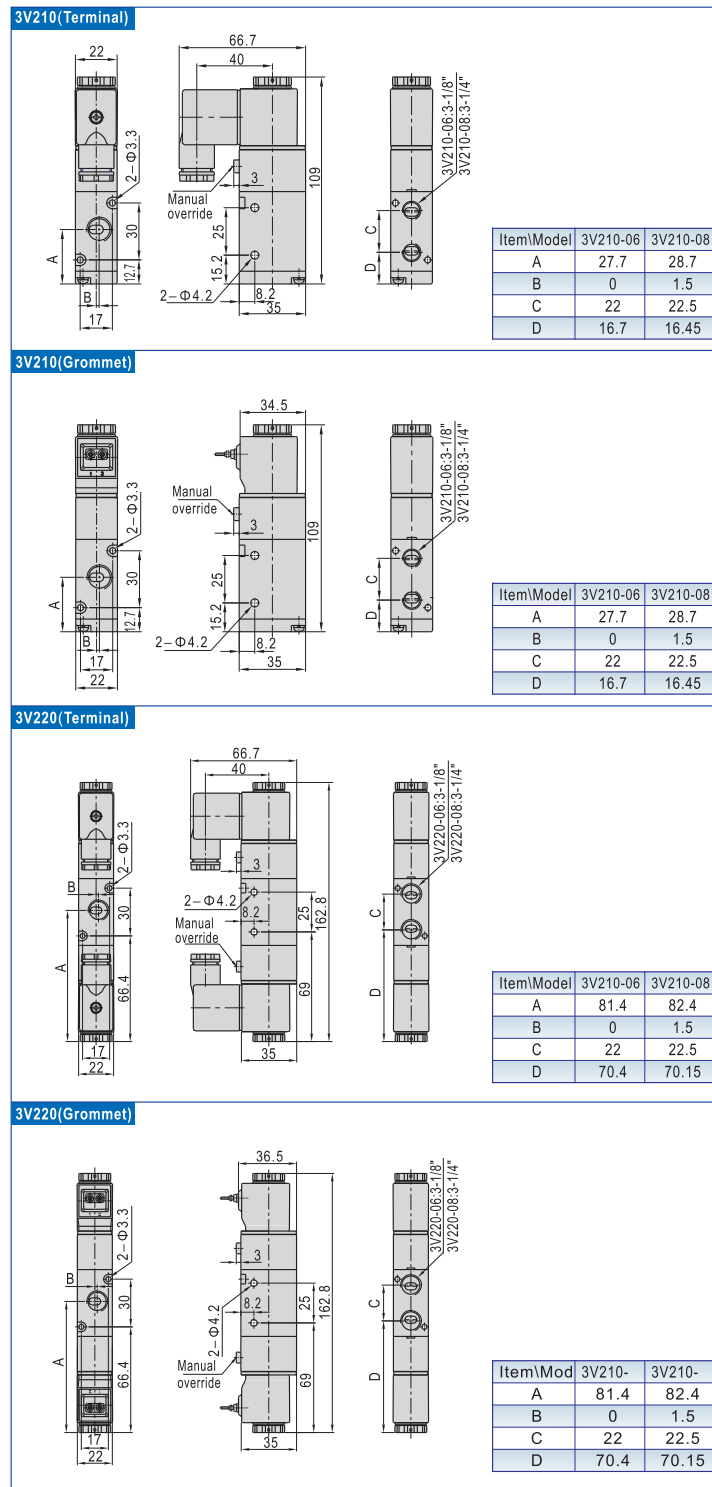 3V210(Terminal)
22
66.7
40
2–Φ3.3
30
A
12.7
B
17
Manual
override
3
109
25
15.2
2–Φ4.2
8.2
35
3V210-06:3-1/8"
3V210-08:3-1/4"
C
D
Item\Model 3V210-06 3V210-08
A 27.7 28.7
B 0 1.5
C 22 22.5
D 16.7 16.45
3V210(Grommet)
34.5
2–Φ3.3
30
A
12.7
B
17
22
Manual
override
3
109
25
15.2
2–Φ4.2
8.2
35
3V210-06:3-1/8"
3V210-08:3-1/4"
C
D
Item\Model 3V210-06 3V210-08
A 27.7 28.7
B 0 1.5
C 22 22.5
D 16.7 16.45
3V220(Terminal)
66.7
40
2–Φ3.3
B
30
A
66.4
17
22
3
2–Φ4.2
8.2
25
162.8
Manual
override
69
35
3V220-06:3-1/8"
3V220-08:3-1/4"
C
D
Item\Model 3V210-06 3V210-08
A 81.4 82.4
B 0 1.5
C 22 22.5
D 70.4 70.15
3V220(Grommet)
36.5
2–Φ3.3
B
30
A
66.4
17
22
3
8.2
25
162.8
2–Φ4.2
Manual
override
69
35
3V220-06:3-1/8"
3V220-08:3-1/4"
C
D
Item\Mod 3V210- 3V210-
A 81.4 82.4
B 0 1.5
C 22 22.5
D 70.4 70.15